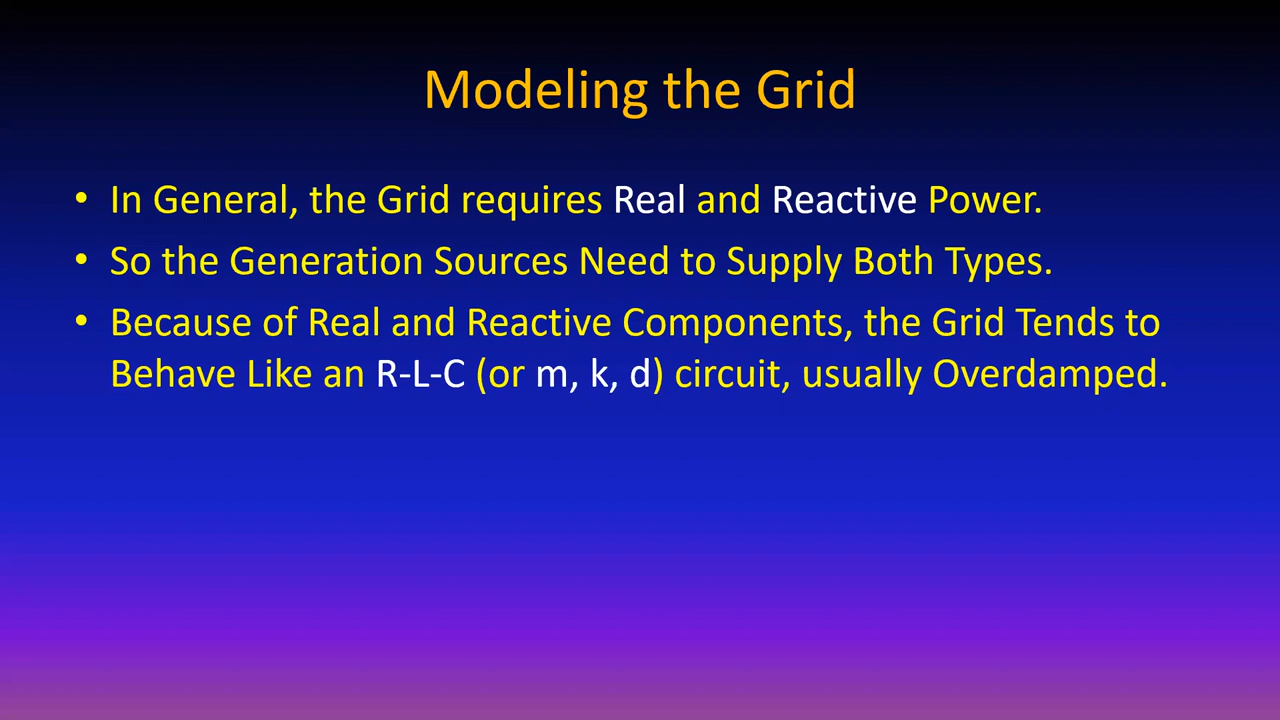 Modeling the Grid
• In General, the Grid requires Real and Reactive Power.
• So the Generation Sources Need to Supply Both Types.
• Because of Real and Reactive Components, the Grid Tends to
Behave Like an R-L-C (or m, k, d) circuit, usually Overdamped.